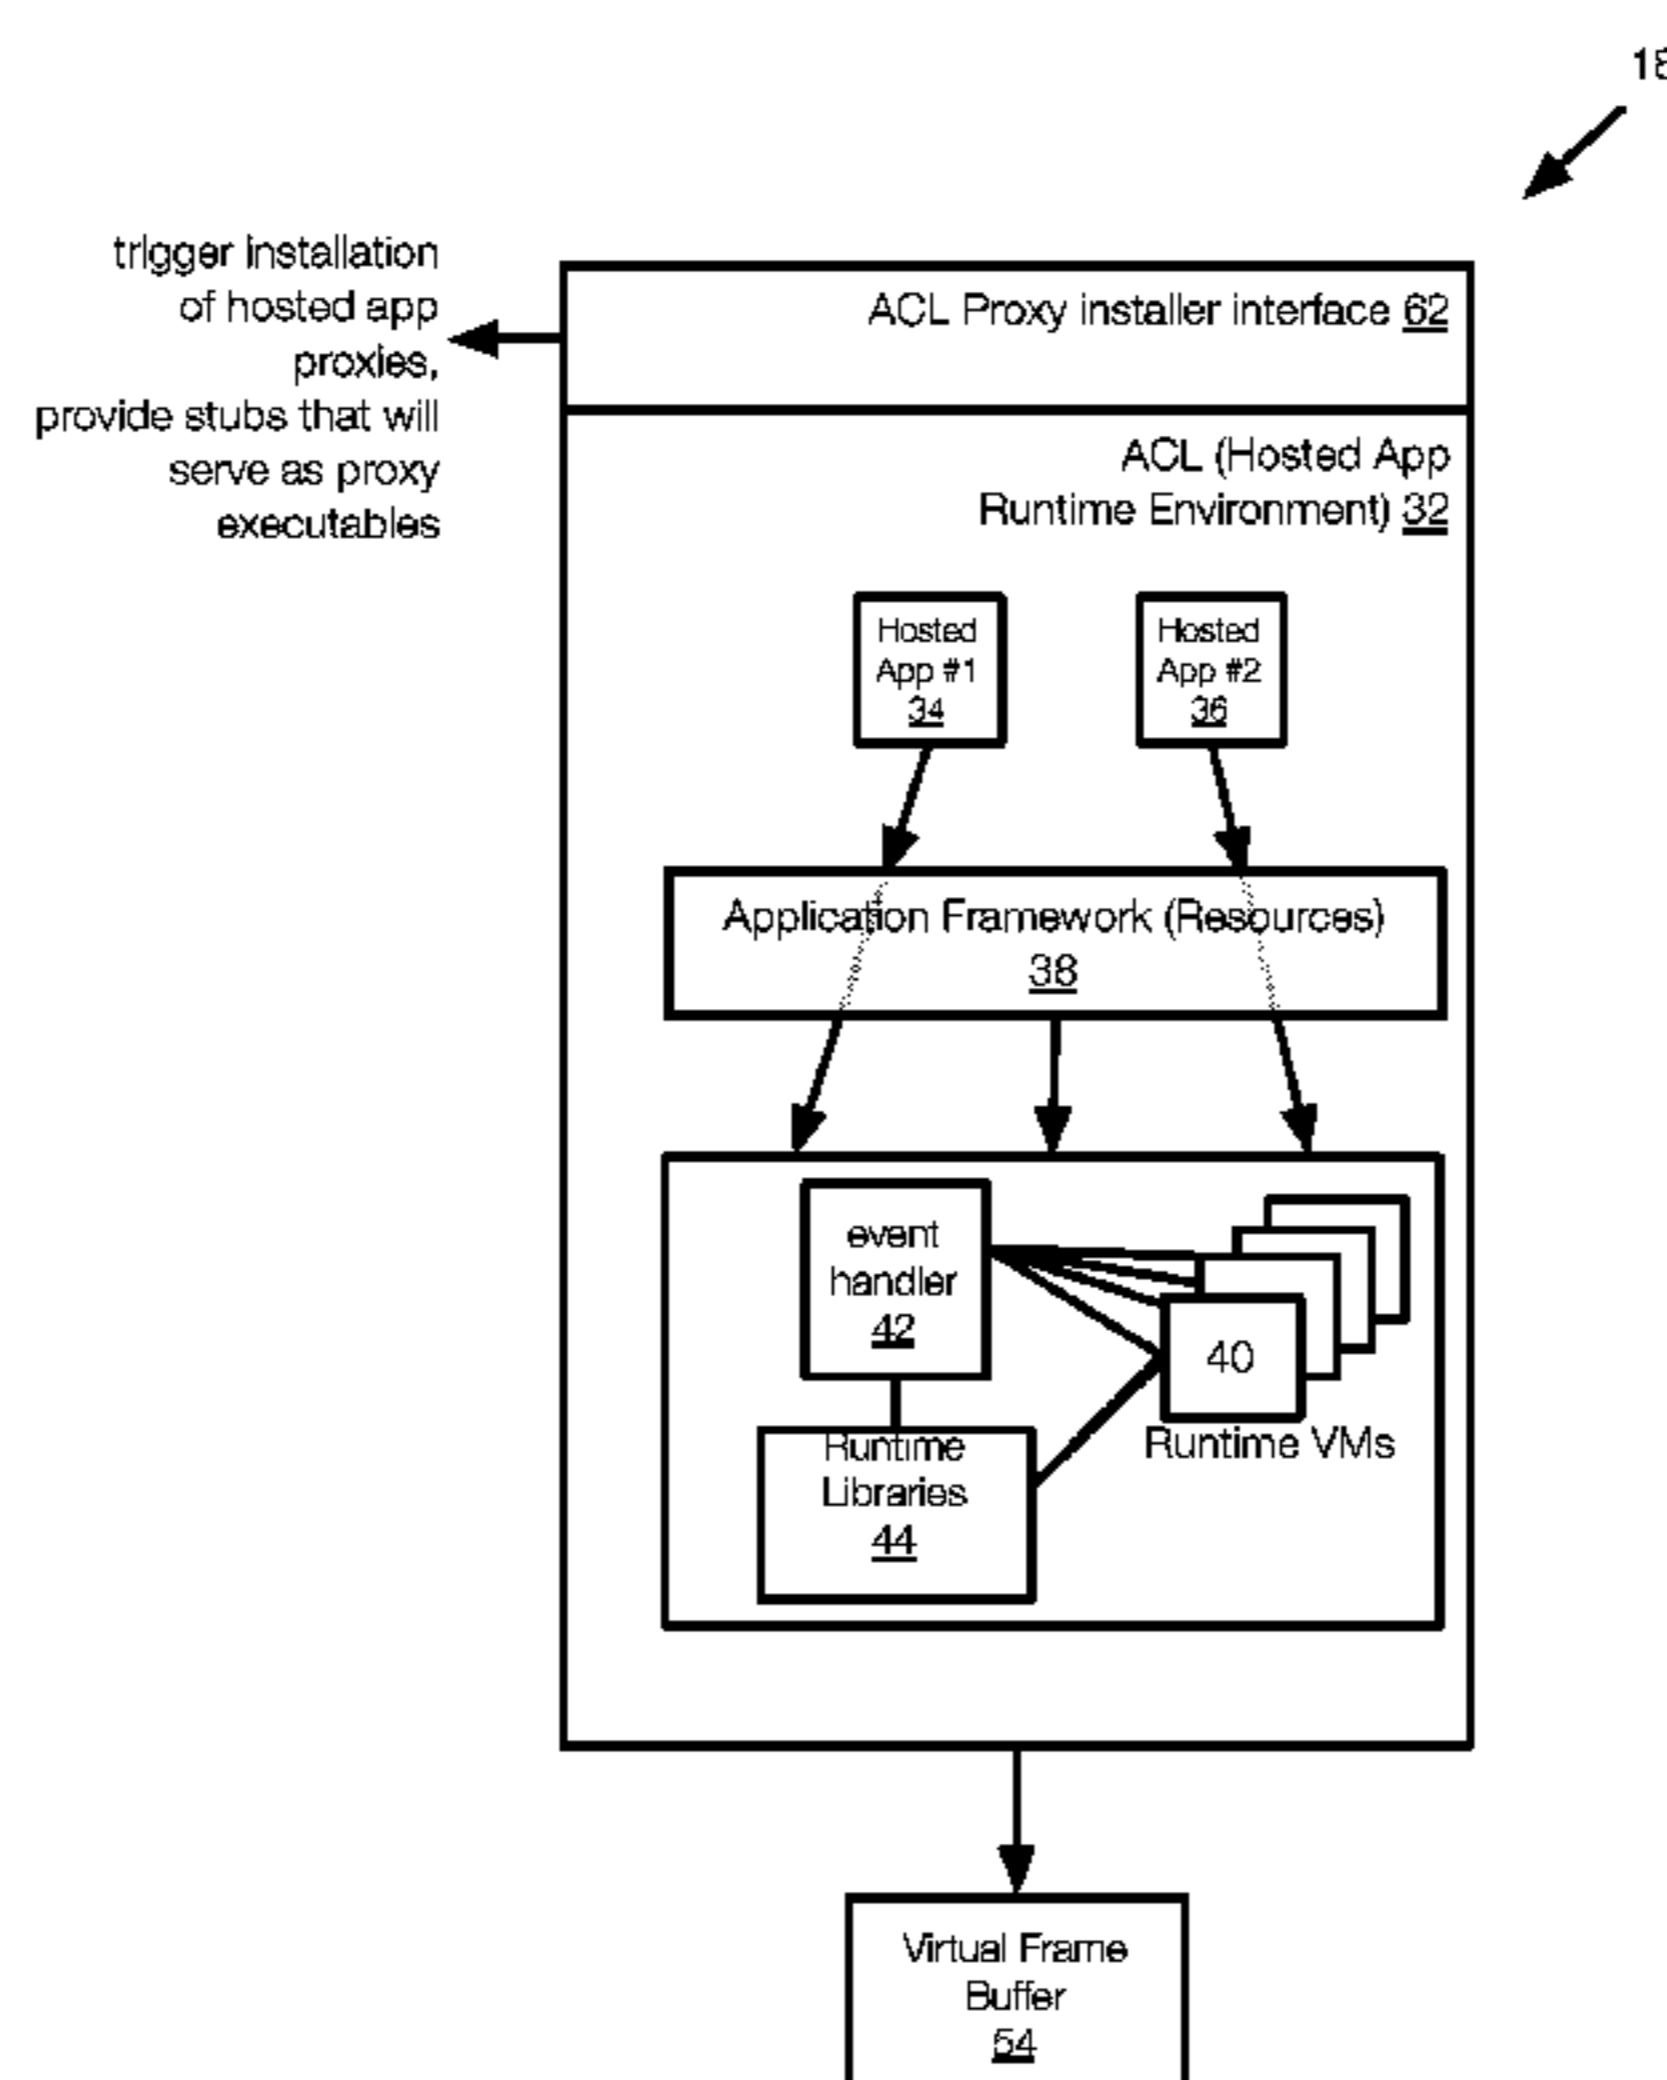 18
trigger installation
of hosted app
proxies,
provide stubs that will
serve as proxy
executables
ACL Proxy installer interface 62
ACL (Hosted App
Runtime Environment) 32
Hosted
App #1
34
Hosted
App #2
36
Application Framework (Resources)
38
event
handler
42
40
Runtime VMs
Runtime
Libraries
44
Virtual Frame
Buffer
54